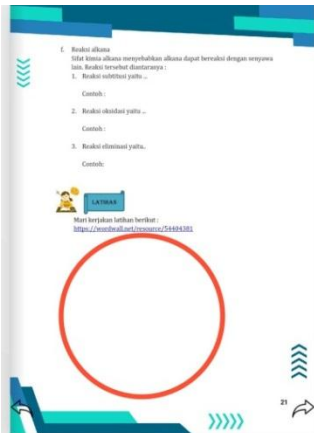 f. Reaksi alkana
Sifat kimia alkana menyebabkan alkana dapat bereaksi dengan senyawa
lain. Reaksi tersebut diantaranya :
1. Reaksi subtitusi yaitu ...
Contoh :
2. Reaksi oksidasi yaitu ...
Contoh :
3. Reaksi eliminasi yaitu..
Contoh:
LATIHAN
Mari kerjakan latihan berikut :
https://wordwall.net/resource/54404381
21